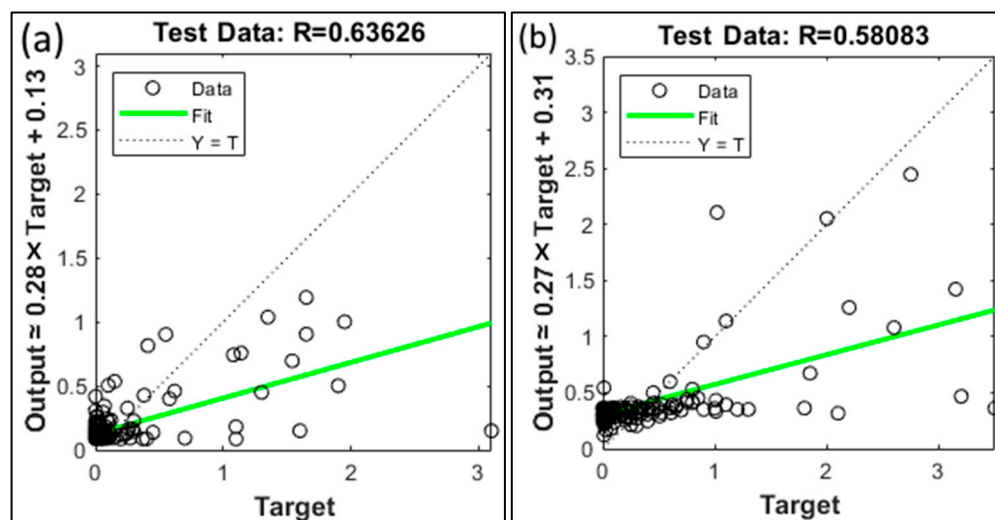 (a)
Test Data: R=0.63626
Output ≈ 0.28 × Target + 0.13
3
2.5
2
1.5
1
0.5
0
Data
Fit
Y = T
0 1 2 3
Target
(b)
Test Data: R=0.58083
Output ≈ 0.27 × Target + 0.31
3.5
3
2.5
2
1.5
1
0.5
0
Data
Fit
Y = T
0 1 2 3
Target